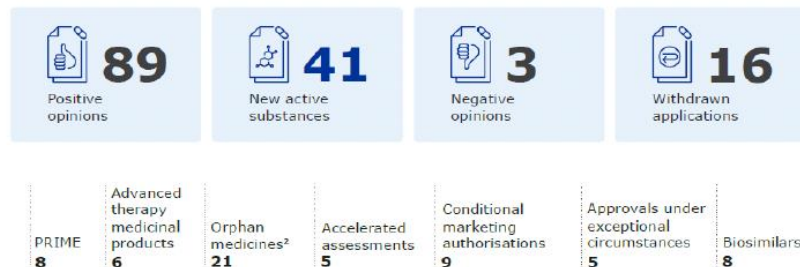 89
Positive
opinions
41
New active
substances
3
Negative
opinions
16
Withdrawn
applications
PRIME
8
Advanced
therapy
medicinal
products
6
Orphan
medicines²
21
Accelerated
assessments
5
Conditional
marketing
authorisations
9
Approvals under
exceptional
circumstances
5
Biosimilars
8